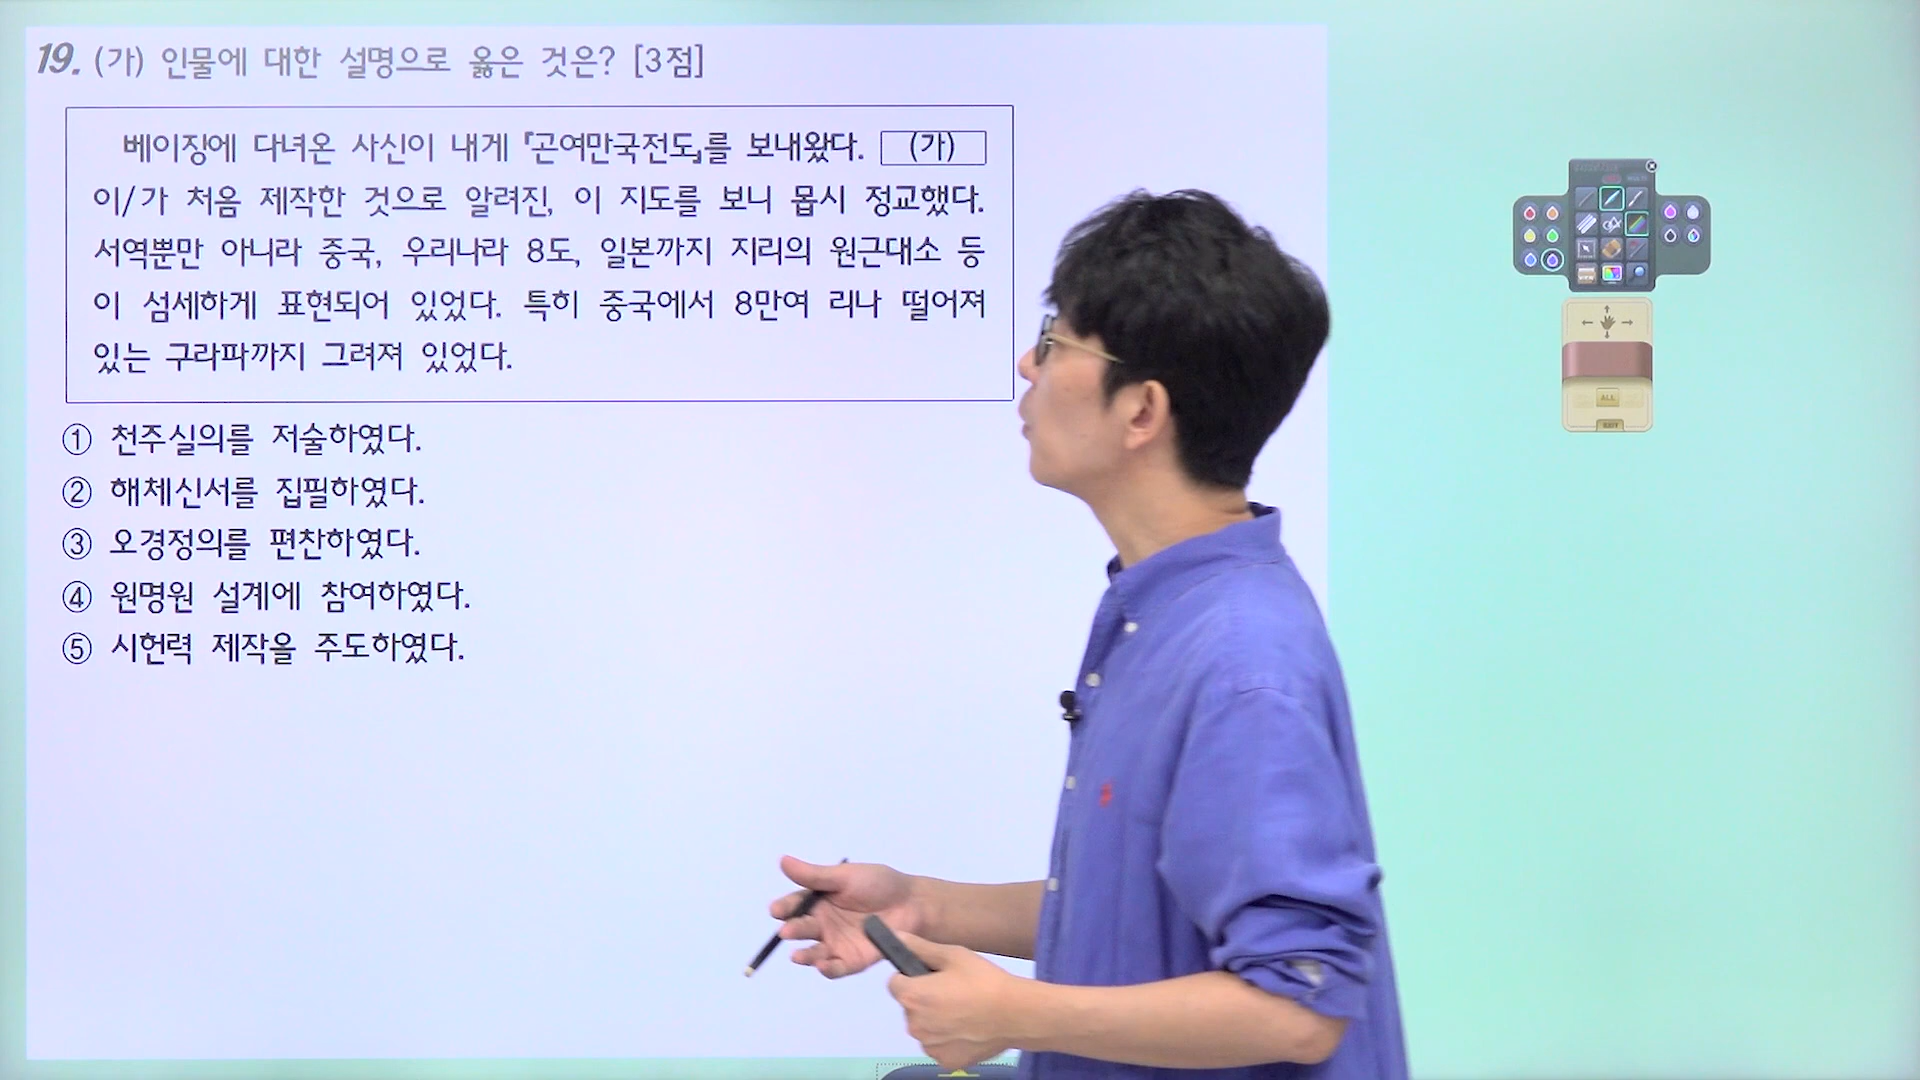 19. (가) 인물에 대한 설명으로 옳은 것은? [3점]
베이징에 다녀온 사신이 내게 『곤여만국전도』를 보내왔다. (가)
이/가 처음 제작한 것으로 알려진, 이 지도를 보니 몹시 정교했다.
서역뿐만 아니라 중국, 우리나라 8도, 일본까지 지리의 원근대소 등
이 섬세하게 표현되어 있었다. 특히 중국에서 8만여 리나 떨어져
있는 구라파까지 그려져 있었다.
① 천주실의를 저술하였다.
② 해체신서를 집필하였다.
③ 오경정의를 편찬하였다.
④ 원명원 설계에 참여하였다.
⑤ 시헌력 제작을 주도하였다.
ALL